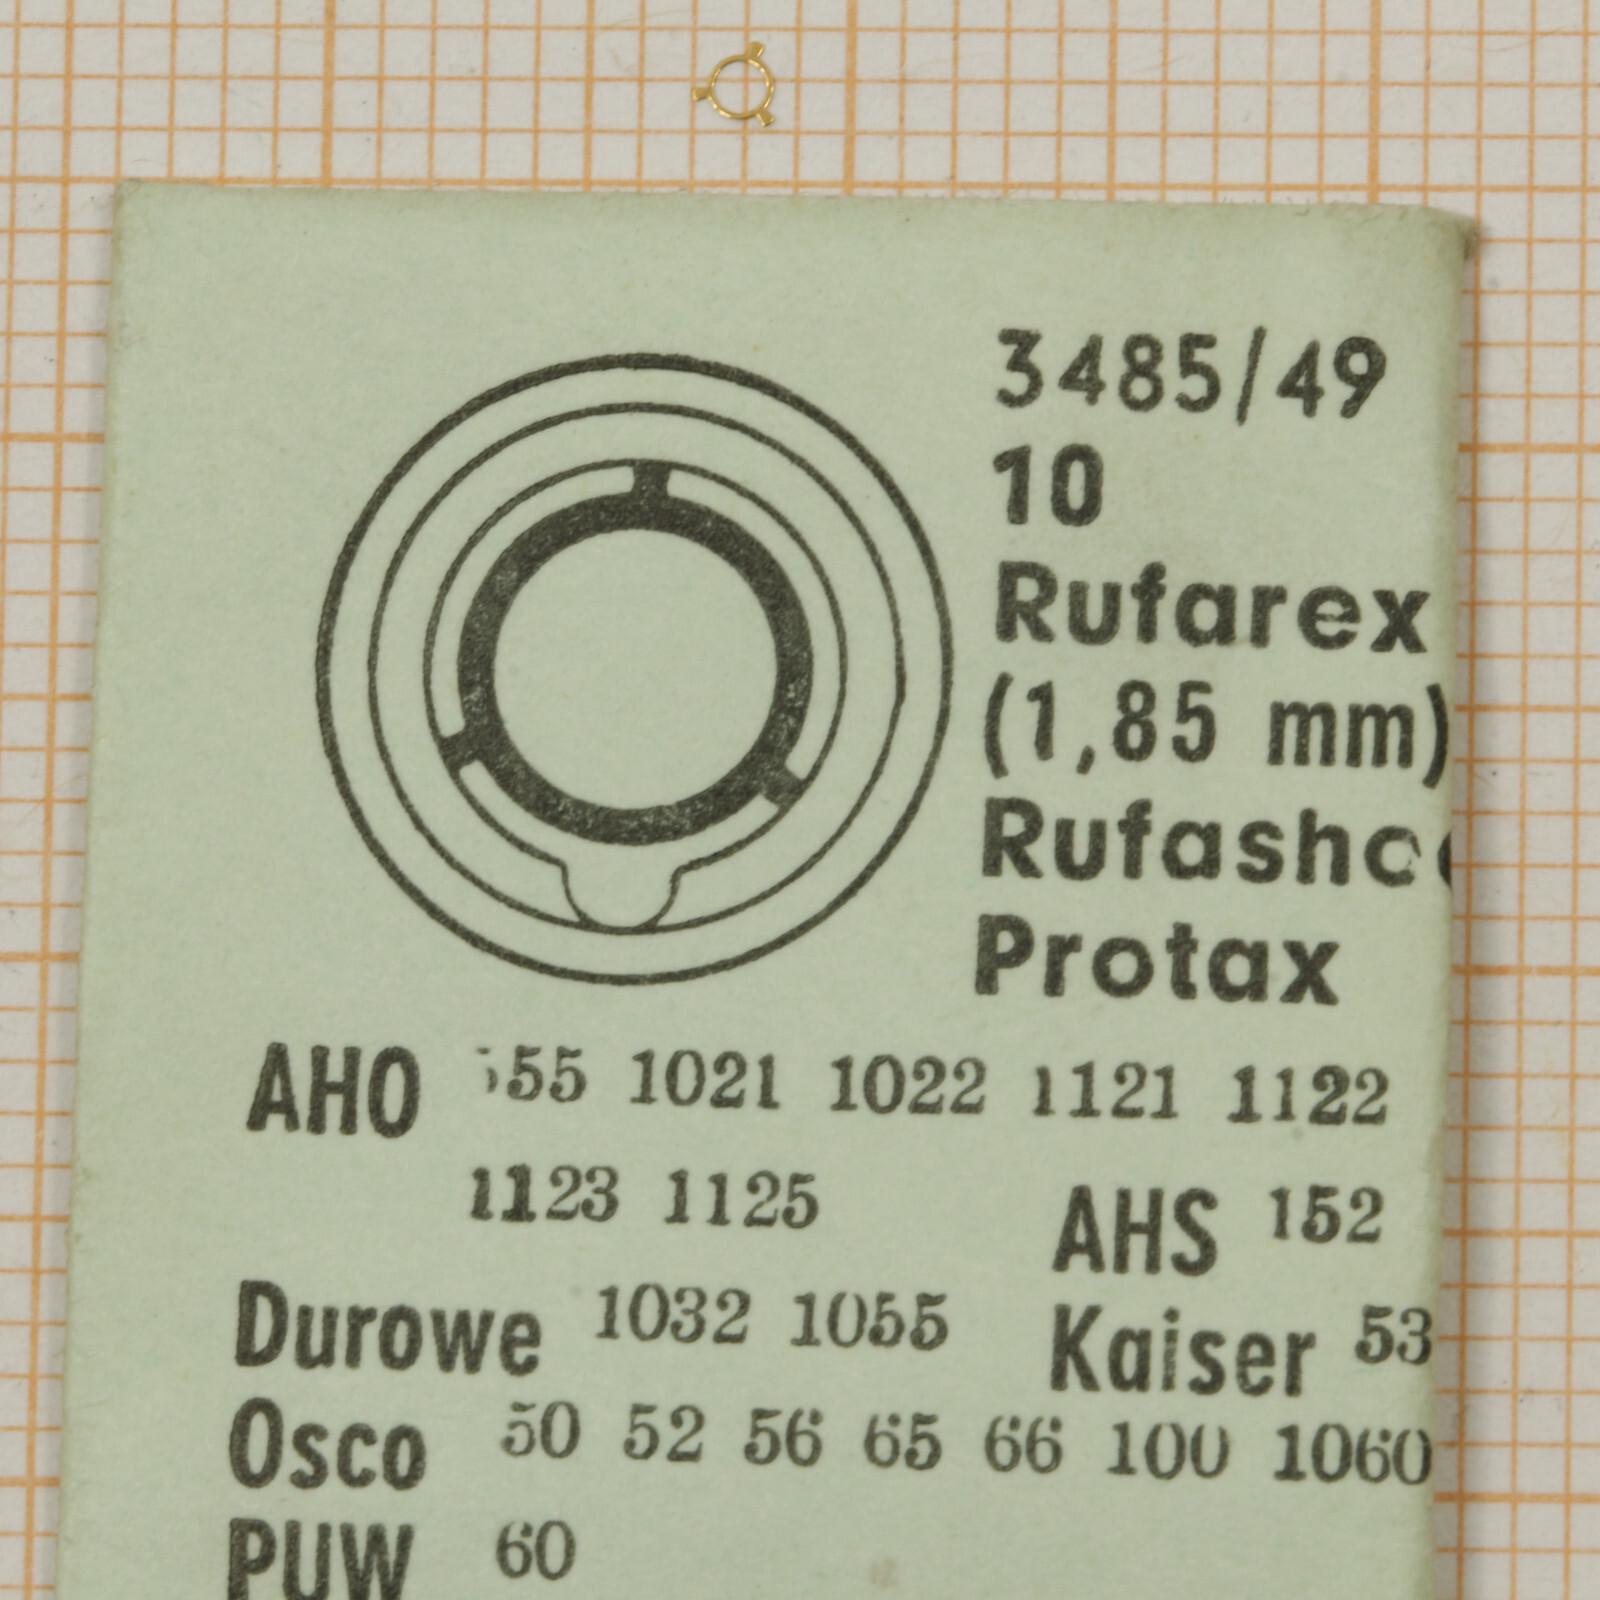 3485/49
10
Rufarex
(1,85 mm)
Protax
AHO 1021 1022 1121 1122
1123 1125 AHS 152
Durowe 1032 1055 Kaiser 53
Osco 50 52 56 65 66 100 1060
PUW 60